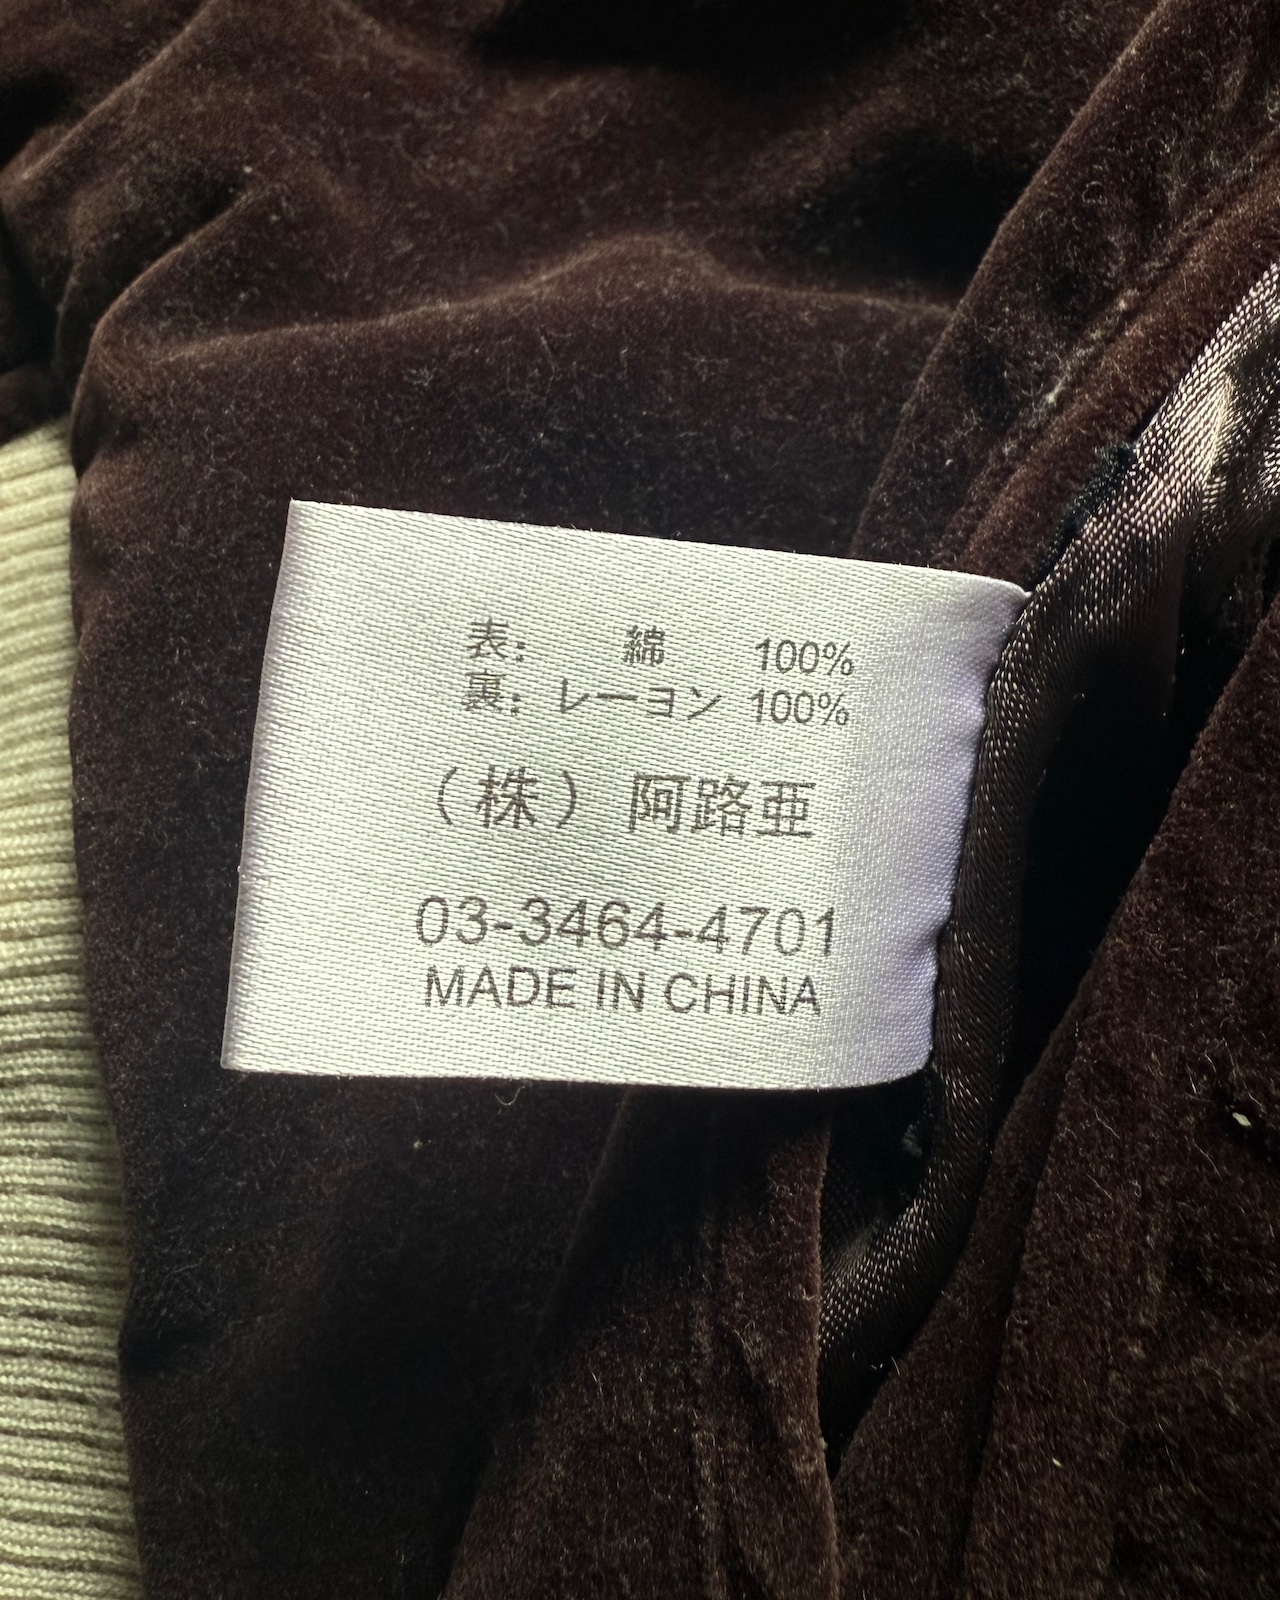 表: 綿 100%
裏: レーヨン 100%
(株) 阿路亜
03-3464-4701
MADE IN CHINA